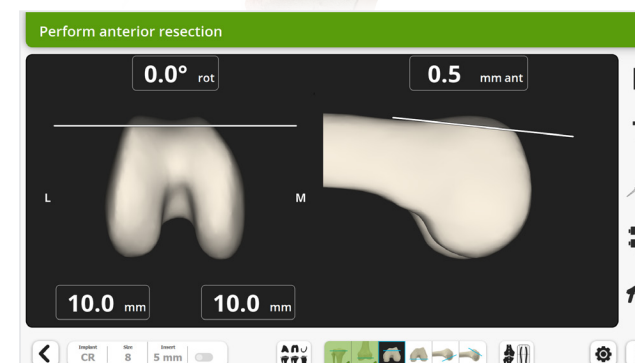 Perform anterior resection
0.0° rot
0.5 mm ant
L
M
10.0 mm
10.0 mm
Implant Size Insert
CR 8 5 mm